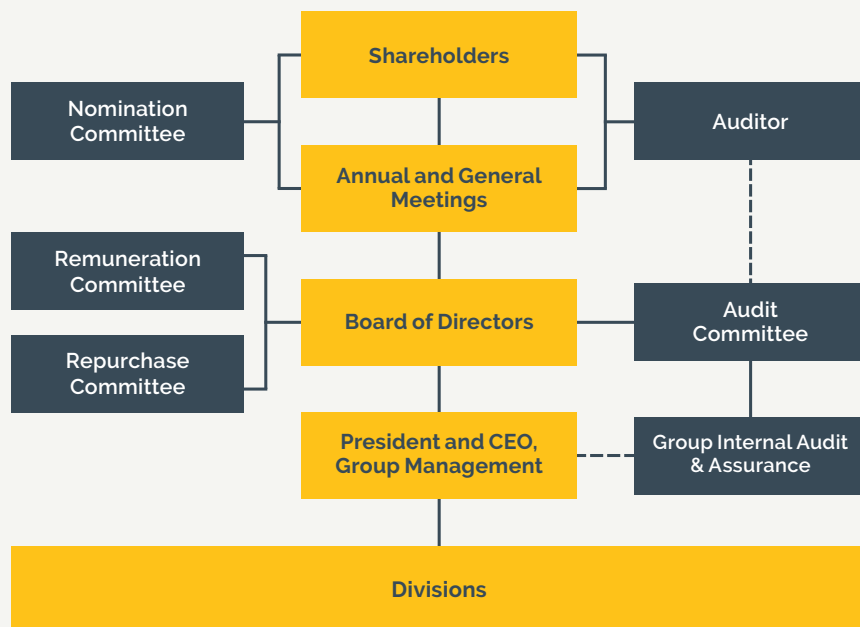 Shareholders
Nomination
Committee
Auditor
Annual and General
Meetings
Remuneration
Committee
Board of Directors
Audit
Committee
Repurchase
Committee
President and CEO,
Group Management
Group Internal Audit
& Assurance
Divisions